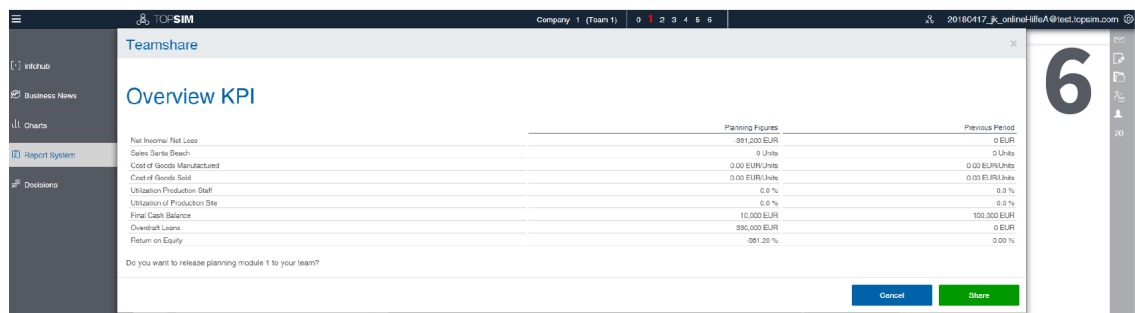 TOPSIM Company 1 (Team 1) 0 1 2 3 4 5 6 20180417_jk_onlineHilfeA@test.topsim.com
Teamshare ×
6
Infohub
Business News
Charts
Report System
Decisions
20
Overview KPI
Planning Figures Previous Period
Net Income/ Net Loss -361,200 EUR 0 EUR
Sales Santa Beach 0 Units 0 Units
Cost of Goods Manufactured 0.00 EUR/Units 0.00 EUR/Units
Cost of Goods Sold 0.00 EUR/Units 0.00 EUR/Units
Utilization Production Staff 0.0 % 0.0 %
Utilization of Production Site 0.0 % 0.0 %
Final Cash Balance 10,000 EUR 100,000 EUR
Overdraft Loans EUR 0 EUR
Return on Equity -361.20 % 0.00 %
Do you want to release planning module 1 to your team?
Cancel Share